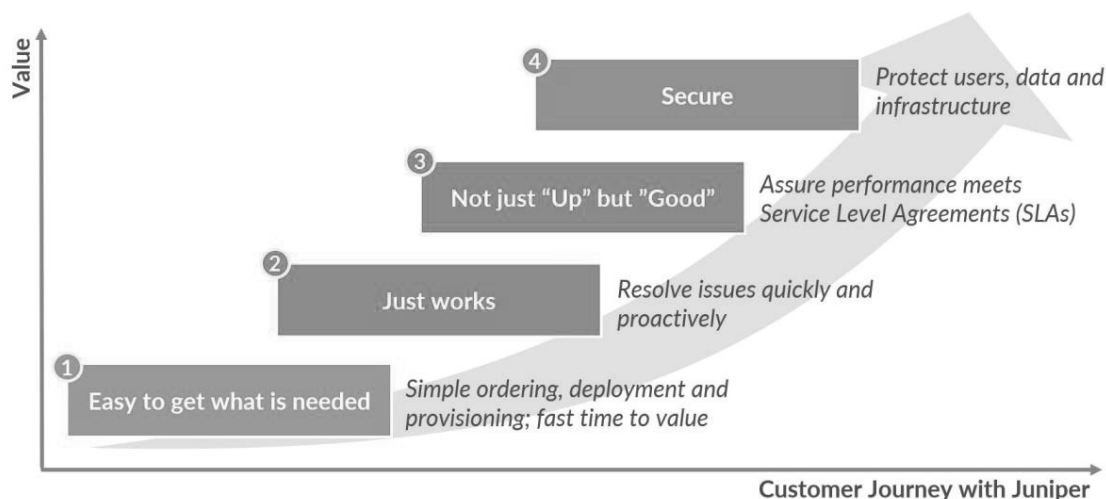 Value
4
Secure
Protect users, data and
infrastructure
3
Not just “Up” but ”Good”
Assure performance meets
Service Level Agreements (SLAs)
2
Just works
Resolve issues quickly and
proactively
1
Easy to get what is needed
Simple ordering, deployment and
provisioning; fast time to value
Customer Journey with Juniper